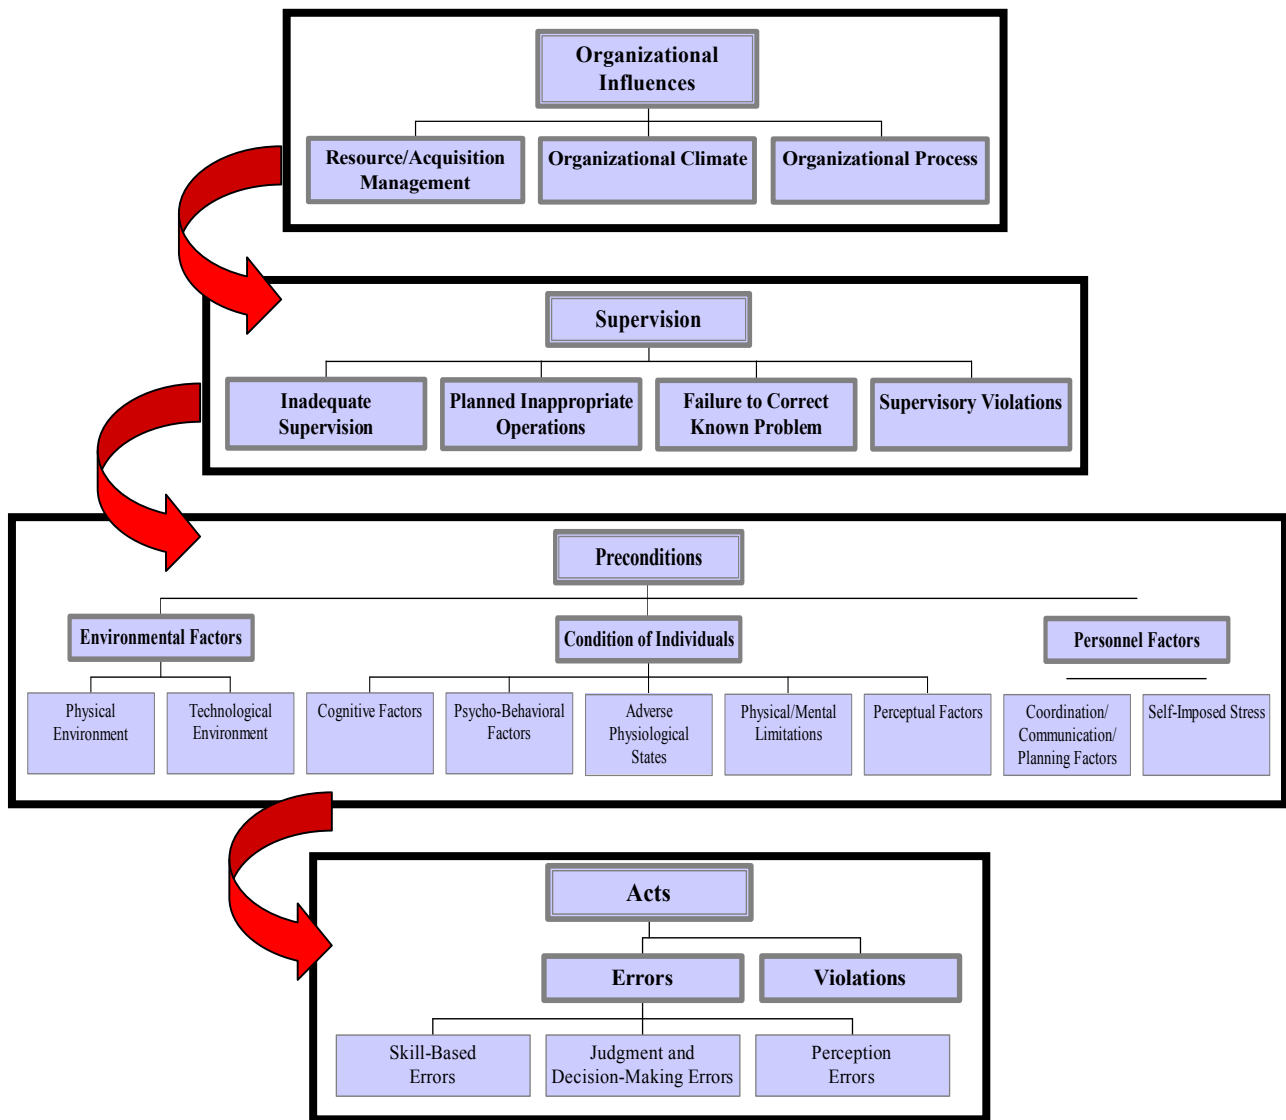 Organizational
Influences
Resource/Acquisition
Management
Organizational Climate
Organizational Process
Supervision
Inadequate
Supervision
Planned Inappropriate
Operations
Failure to Correct
Known Problem
Supervisory Violations
Preconditions
Environmental Factors
Condition of Individuals
Personnel Factors
Physical
Environment
Technological
Environment
Cognitive Factors
Psycho-Behavioral
Factors
Adverse
Physiological
States
Physical/Mental
Limitations
Perceptual Factors
Coordination/
Communication/
Planning Factors
Self-Imposed Stress
Acts
Errors
Violations
Skill-Based
Errors
Judgment and
Decision-Making Errors
Perception
Errors